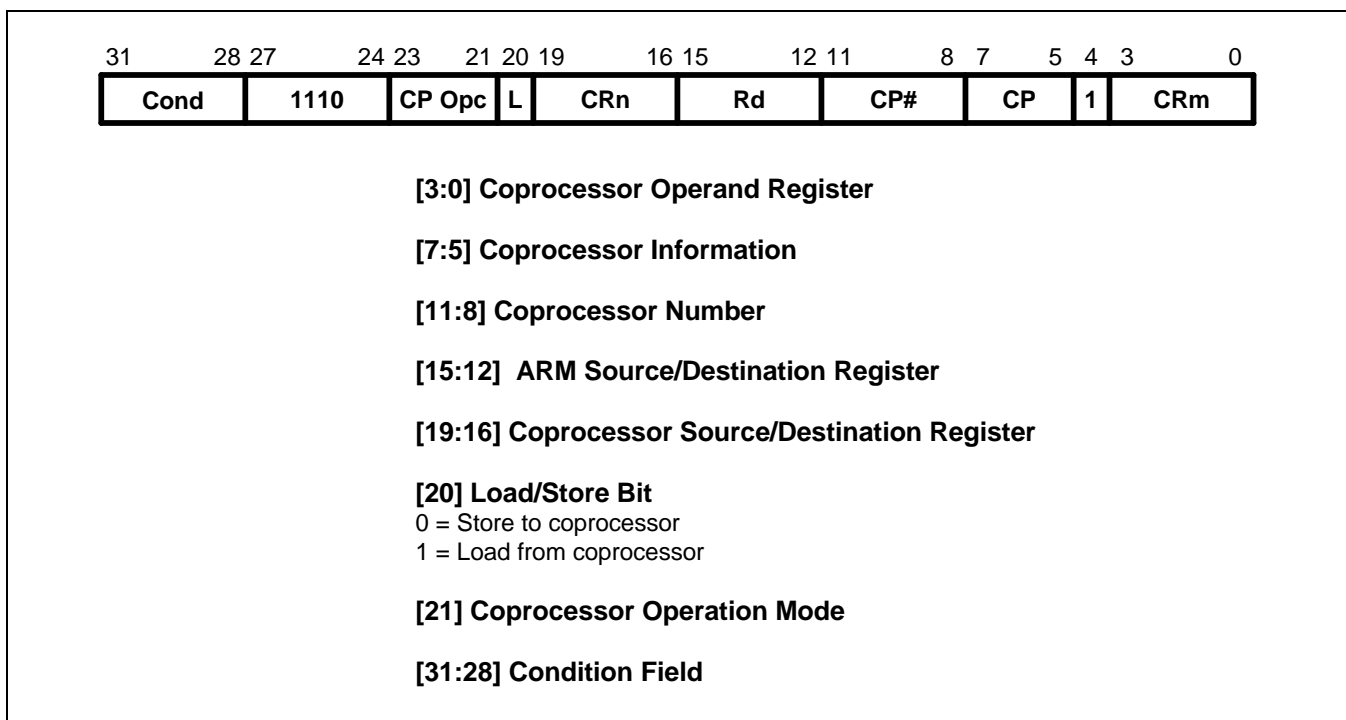 31 28 27 24 23 21 20 19 16 15 12 11 8 7 5 4 3 0
Cond 1110 CP Opc L CRn Rd CP# CP 1 CRm
[3:0] Coprocessor Operand Register
[7:5] Coprocessor Information
[11:8] Coprocessor Number
[15:12] ARM Source/Destination Register
[19:16] Coprocessor Source/Destination Register
[20] Load/Store Bit
0 = Store to coprocessor
1 = Load from coprocessor
[21] Coprocessor Operation Mode
[31:28] Condition Field